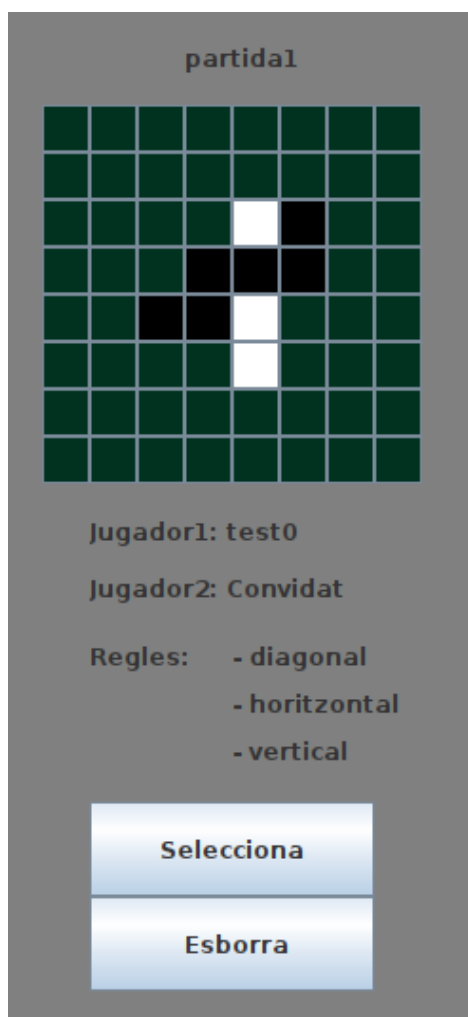 partida1
Jugador1: test0
Jugador2: Convidat
Regles: - diagonal
- horitzontal
- vertical
Selecciona
Esborra